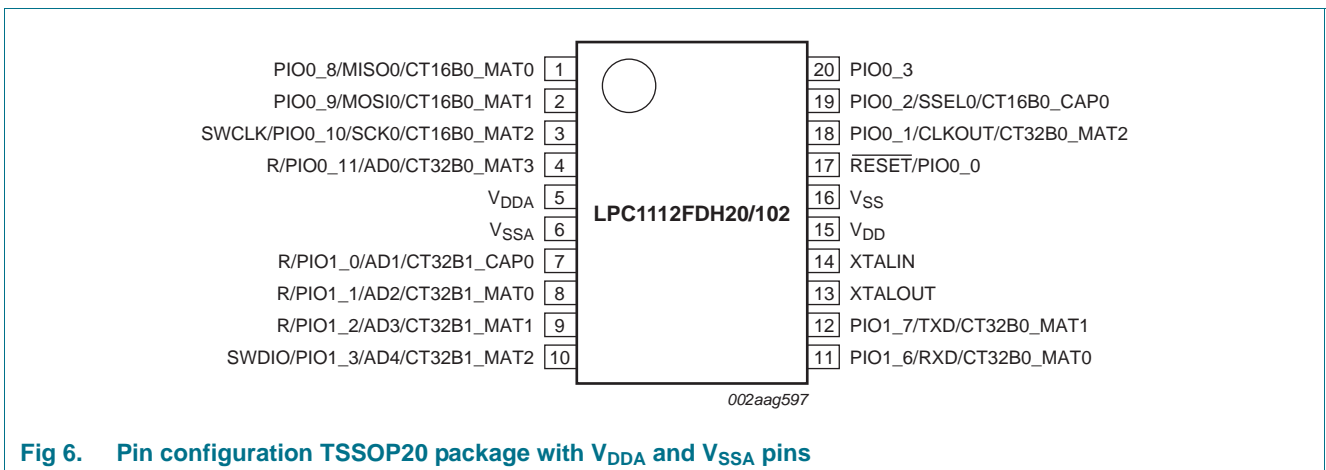 PIO0_8/MISO0/CT16B0_MAT0 1
PIO0_9/MOSI0/CT16B0_MAT1 2
SWCLK/PIO0_10/SCK0/CT16B0_MAT2 3
R/PIO0_11/AD0/CT32B0_MAT3 4
VDDA 5
VSSA 6
R/PIO1_0/AD1/CT32B1_CAP0 7
R/PIO1_1/AD2/CT32B1_MAT0 8
R/PIO1_2/AD3/CT32B1_MAT1 9
SWDIO/PIO1_3/AD4/CT32B1_MAT2 10
LPC1112FDH20/102
20 PIO0_3
19 PIO0_2/SSEL0/CT16B0_CAP0
18 PIO0_1/CLKOUT/CT32B0_MAT2
17 RESET/PIO0_0
16 VSS
15 VDD
14 XTALIN
13 XTALOUT
12 PIO1_7/TXD/CT32B0_MAT1
11 PIO1_6/RXD/CT32B0_MAT0
002aag597
Fig 6. Pin configuration TSSOP20 package with VDDA and VSSA pins